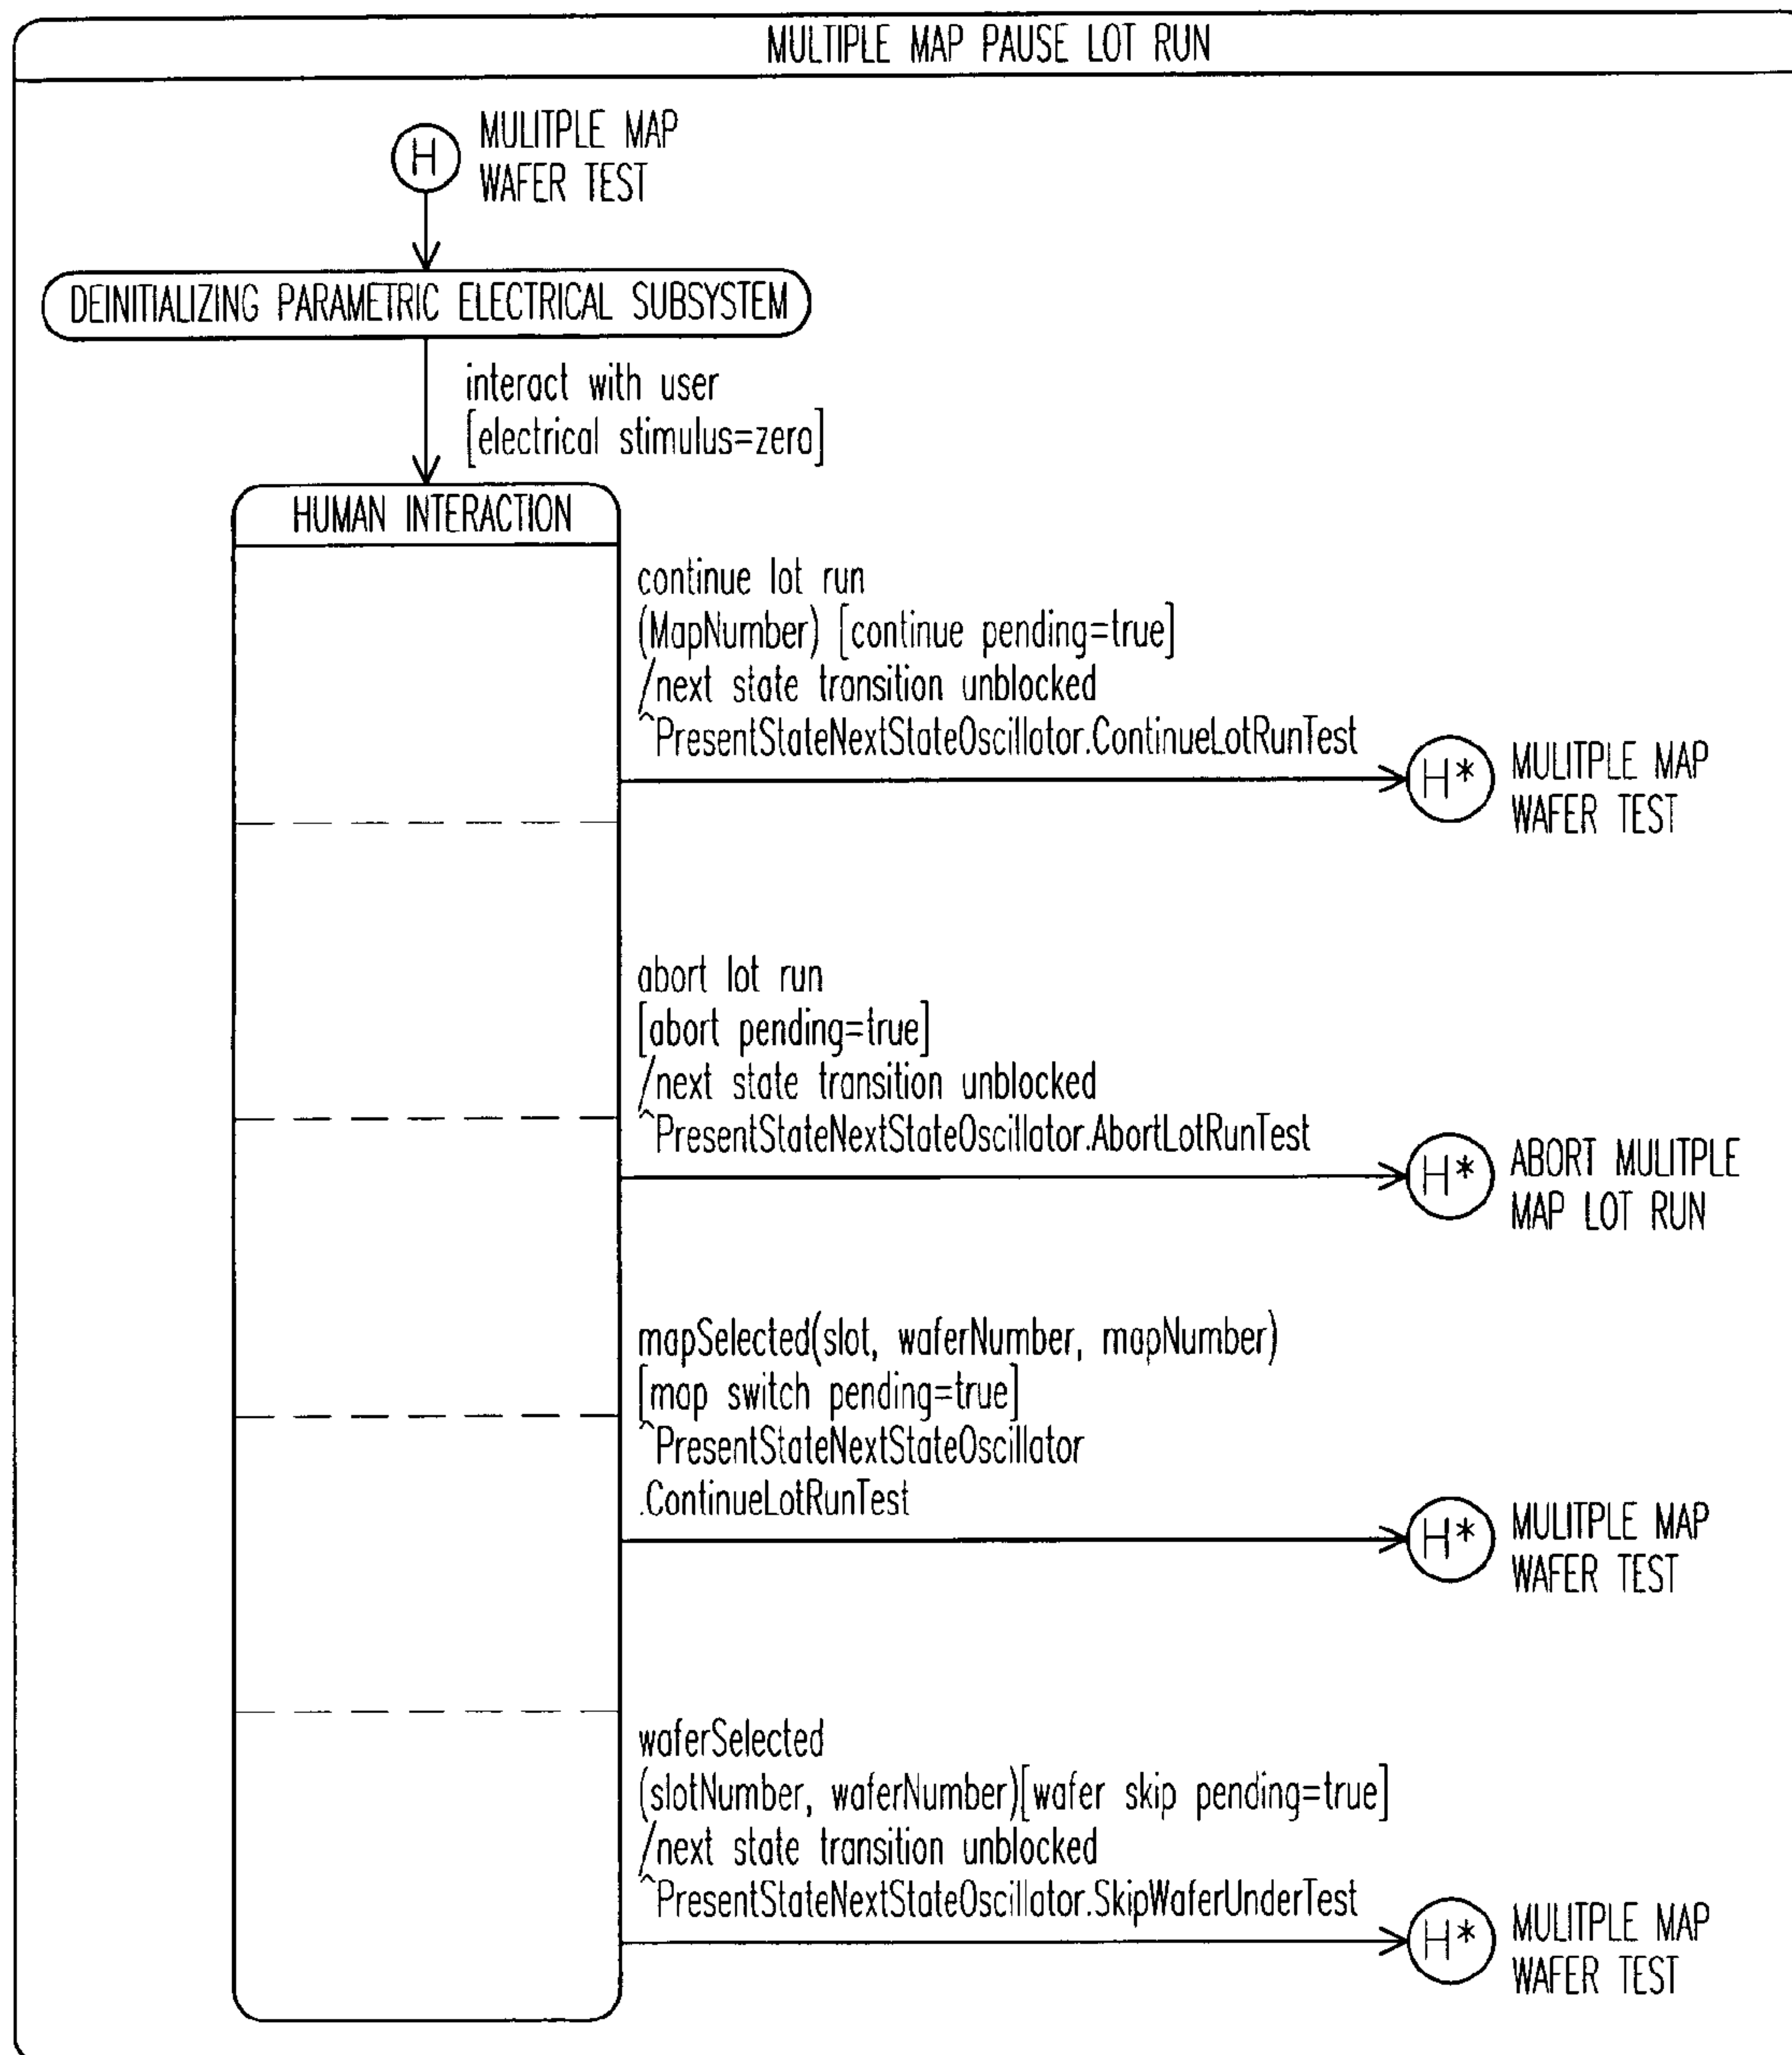 MULTIPLE MAP PAUSE LOT RUN
H
MULITPLE MAP
WAFER TEST
DEINITIALIZING PARAMETRIC ELECTRICAL SUBSYSTEM
interact with user
[electrical stimulus=zero]
HUMAN INTERACTION
continue lot run
(MapNumber) [continue pending=true]
/next state transition unblocked
^PresentStateNextStateOscillator.ContinueLotRunTest
H*
MULITPLE MAP
WAFER TEST
abort lot run
[abort pending=true]
/next state transition unblocked
^PresentStateNextStateOscillator.AbortLotRunTest
H*
ABORT MULITPLE
MAP LOT RUN
mapSelected(slot, waferNumber, mapNumber)
[map switch pending=true]
^PresentStateNextStateOscillator
.ContinueLotRunTest
H*
MULITPLE MAP
WAFER TEST
waferSelected
(slotNumber, waferNumber)[wafer skip pending=true]
/next state transition unblocked
^PresentStateNextStateOscillator.SkipWaferUnderTest
H*
MULITPLE MAP
WAFER TEST